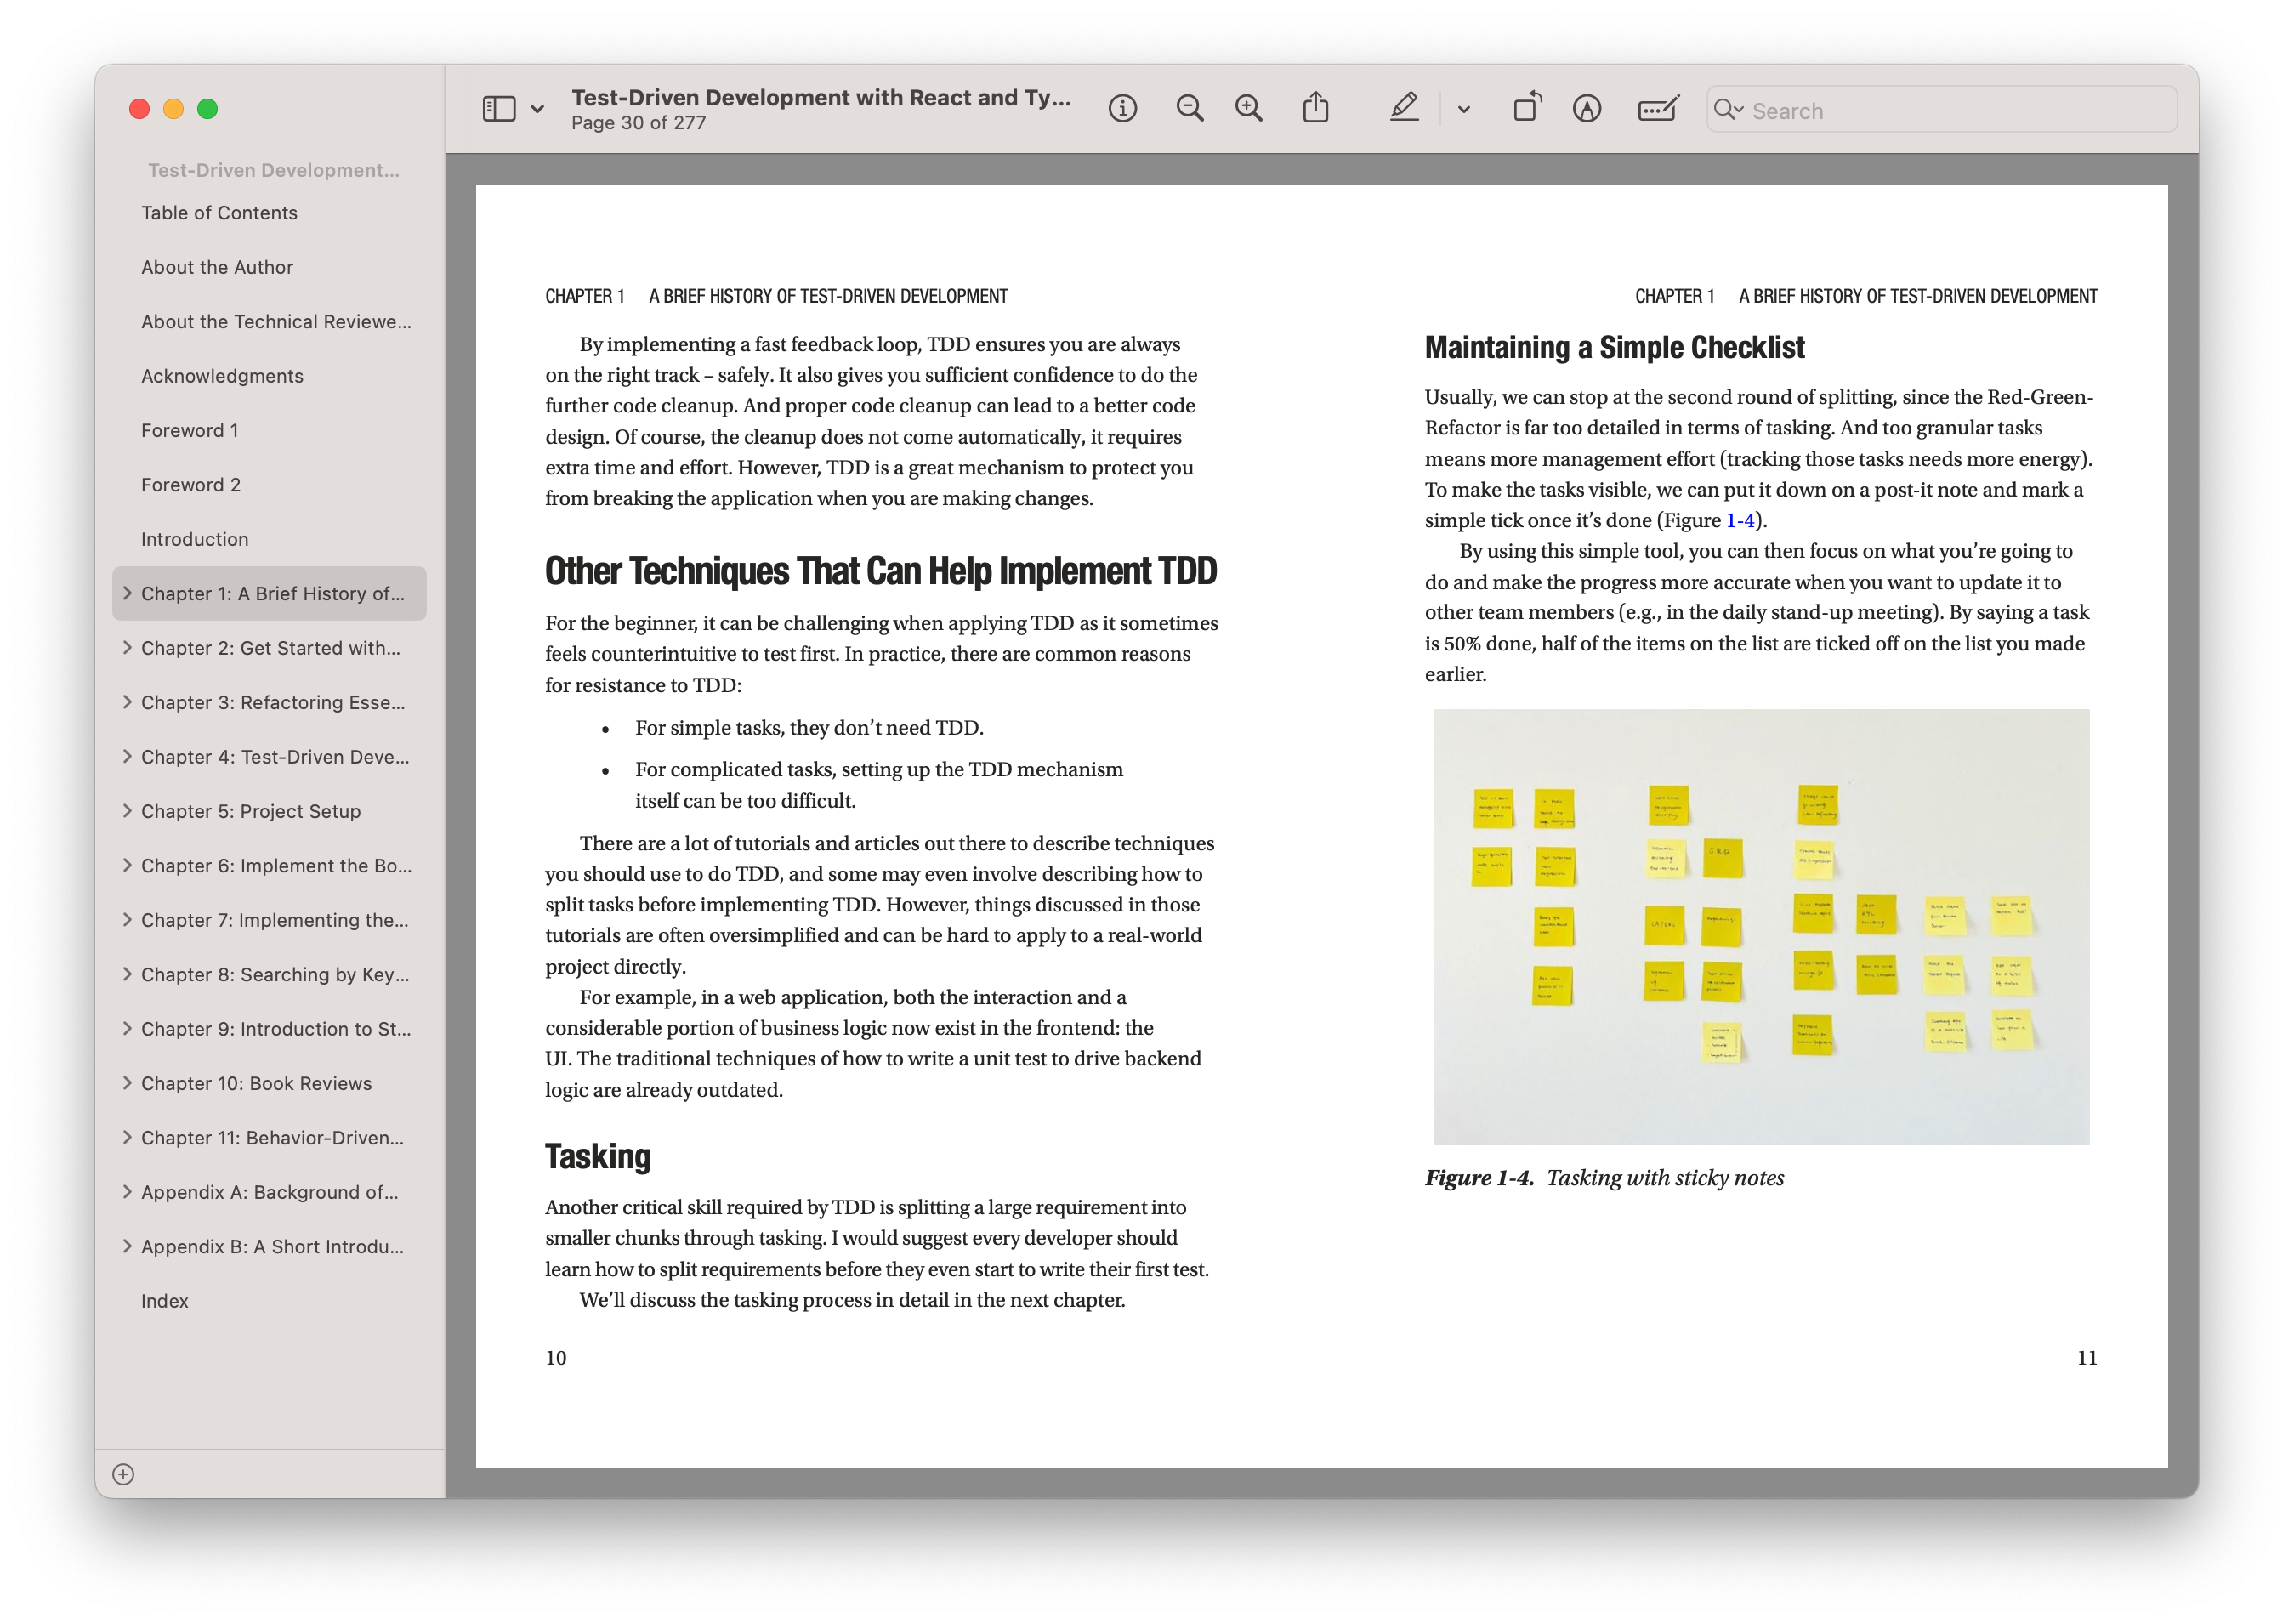 Test-Driven Development with React and Ty...
Page 30 of 277
Search
Test-Driven Development...
Table of Contents
About the Author
About the Technical Reviewe...
Acknowledgments
Foreword 1
Foreword 2
Introduction
Chapter 1: A Brief History of...
Chapter 2: Get Started with...
Chapter 3: Refactoring Esse...
Chapter 4: Test-Driven Deve...
Chapter 5: Project Setup
Chapter 6: Implement the Bo...
Chapter 7: Implementing the...
Chapter 8: Searching by Key...
Chapter 9: Introduction to St...
Chapter 10: Book Reviews
Chapter 11: Behavior-Driven...
Appendix A: Background of...
Appendix B: A Short Introdu...
Index
CHAPTER 1 A BRIEF HISTORY OF TEST-DRIVEN DEVELOPMENT
By implementing a fast feedback loop, TDD ensures you are always
on the right track – safely. It also gives you sufficient confidence to do the
further code cleanup. And proper code cleanup can lead to a better code
design. Of course, the cleanup does not come automatically, it requires
extra time and effort. However, TDD is a great mechanism to protect you
from breaking the application when you are making changes.
Other Techniques That Can Help Implement TDD
For the beginner, it can be challenging when applying TDD as it sometimes
feels counterintuitive to test first. In practice, there are common reasons
for resistance to TDD:
• For simple tasks, they don’t need TDD.
• For complicated tasks, setting up the TDD mechanism
itself can be too difficult.
There are a lot of tutorials and articles out there to describe techniques
you should use to do TDD, and some may even involve describing how to
split tasks before implementing TDD. However, things discussed in those
tutorials are often oversimplified and can be hard to apply to a real-world
project directly.
For example, in a web application, both the interaction and a
considerable portion of business logic now exist in the frontend: the
UI. The traditional techniques of how to write a unit test to drive backend
logic are already outdated.
Tasking
Another critical skill required by TDD is splitting a large requirement into
smaller chunks through tasking. I would suggest every developer should
learn how to split requirements before they even start to write their first test.
We’ll discuss the tasking process in detail in the next chapter.
10
CHAPTER 1 A BRIEF HISTORY OF TEST-DRIVEN DEVELOPMENT
Maintaining a Simple Checklist
Usually, we can stop at the second round of splitting, since the Red-Green-
Refactor is far too detailed in terms of tasking. And too granular tasks
means more management effort (tracking those tasks needs more energy).
To make the tasks visible, we can put it down on a post-it note and mark a
simple tick once it’s done (Figure 1-4).
By using this simple tool, you can then focus on what you’re going to
do and make the progress more accurate when you want to update it to
other team members (e.g., in the daily stand-up meeting). By saying a task
is 50% done, half of the items on the list are ticked off on the list you made
earlier.
Figure 1-4. Tasking with sticky notes
11